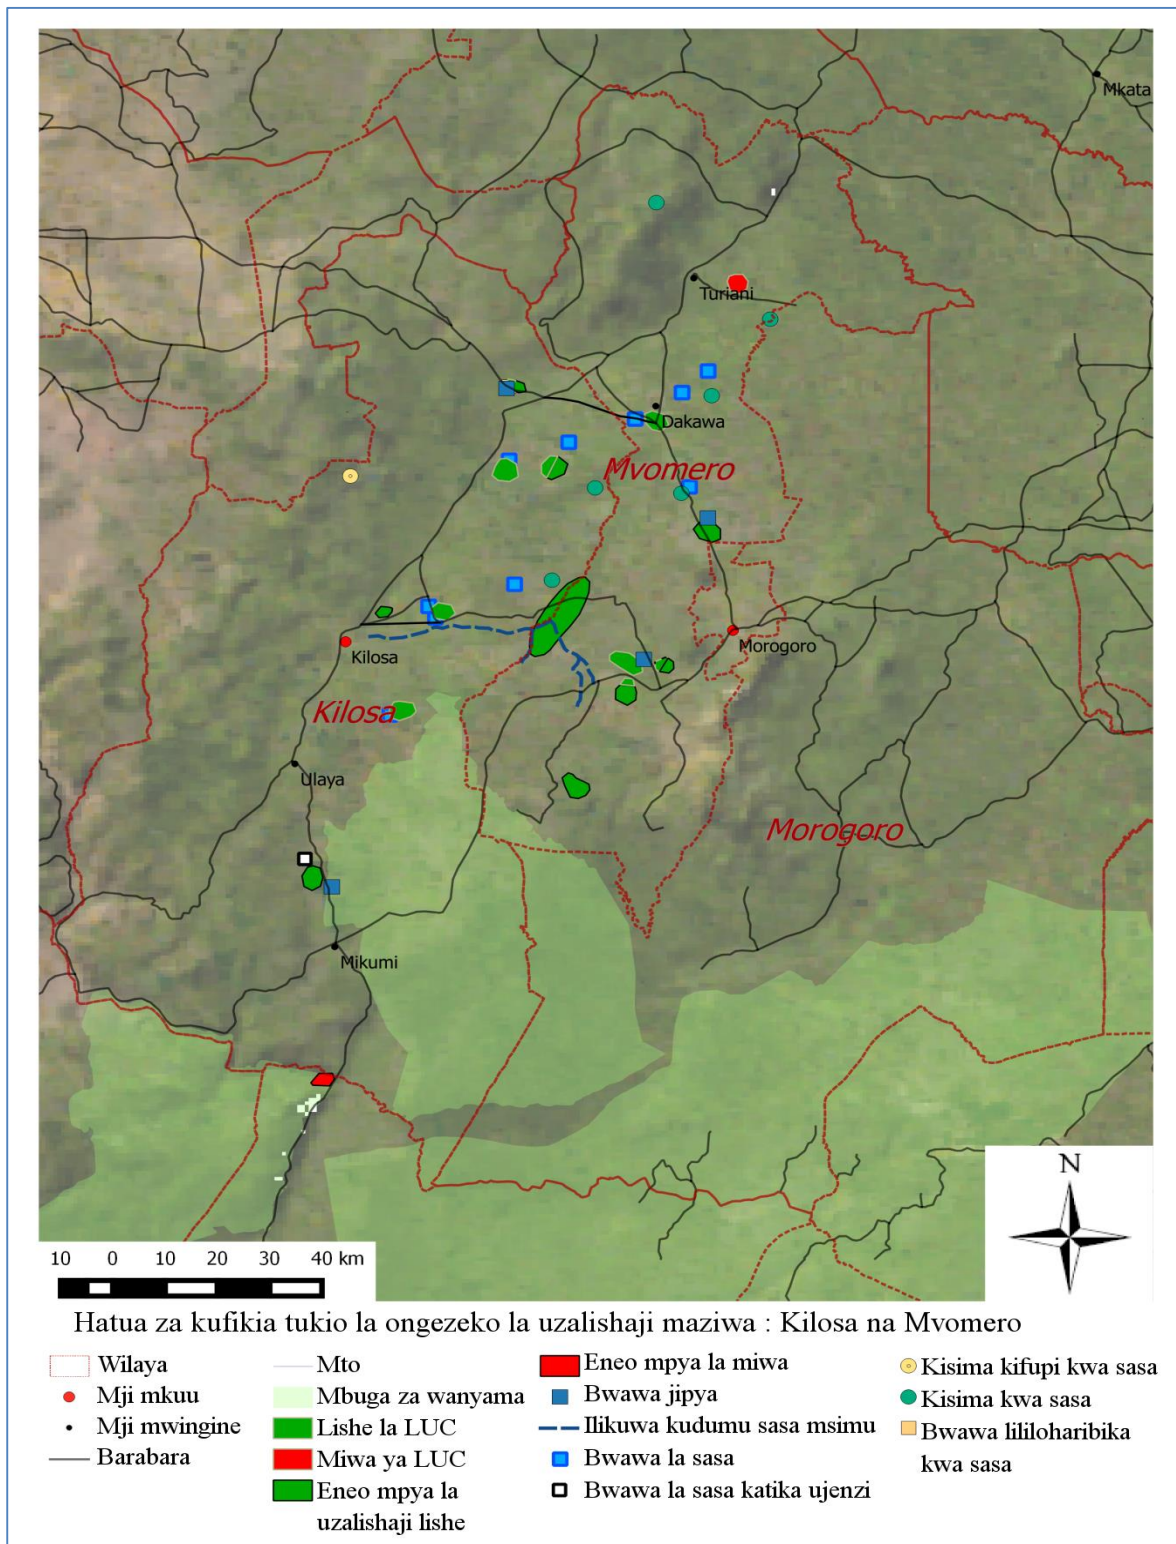 Mkata
Turiani
Dakawa
Mvomero
Kilosa
Morogoro
Kilosa
Ulaya
Morogoro
Mikumi
N
10 0 10 20 30 40 km
Hatua za kufikia tukio la ongezeko la uzalishaji maziwa : Kilosa na Mvomero
Wilaya
Mji mkuu
Mji mwingine
Barabara
Mto
Mbuga za wanyama
Lishe la LUC
Miwa ya LUC
Eneo mpya la
uzalishaji lishe
Eneo mpya la miwa
Bwawa jipya
Ilikuwa kudumu sasa msimu
Bwawa la sasa
Bwawa la sasa katika ujenzi
Kisima kifupi kwa sasa
Kisima kwa sasa
Bwawa lililoharibika
kwa sasa